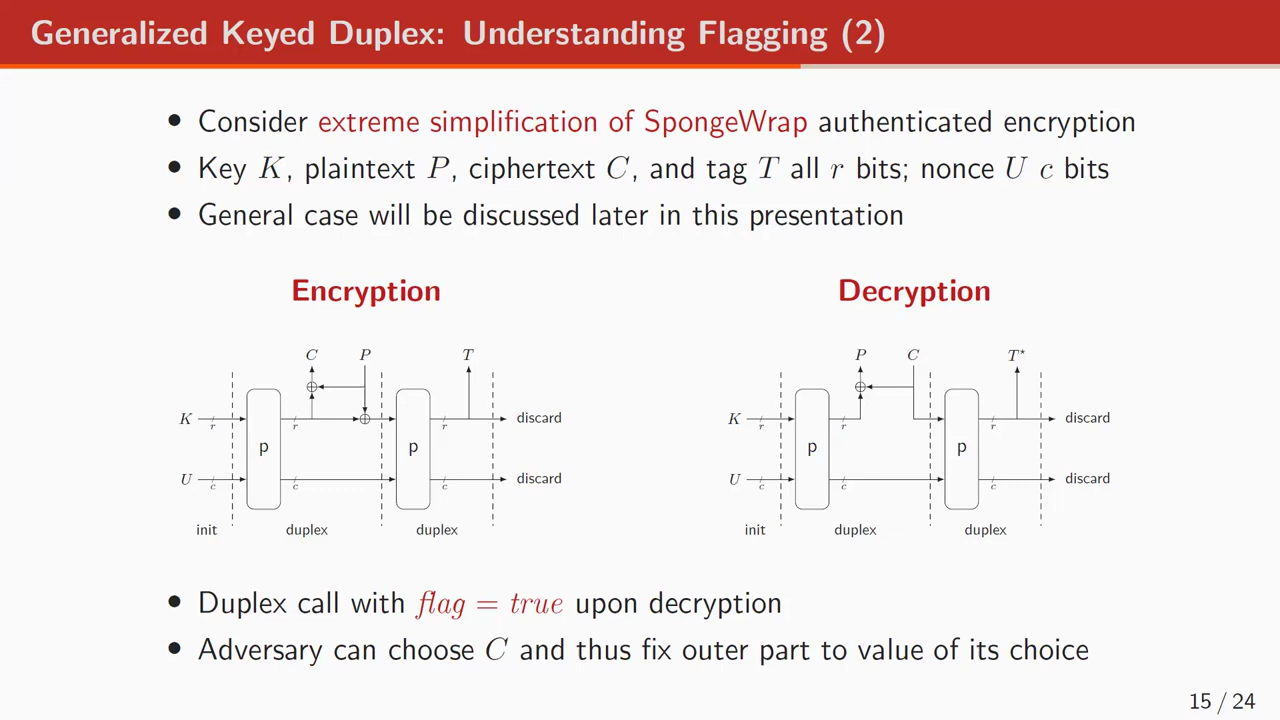 Generalized Keyed Duplex: Understanding Flagging (2)
• Consider extreme simplification of SpongeWrap authenticated encryption
• Key K, plaintext P, ciphertext C, and tag T all r bits; nonce U c bits
• General case will be discussed later in this presentation
Encryption
C P T
K r p r p r discard
U c c c discard
init duplex duplex
Decryption
P C T*
K r p r p r discard
U c c c discard
init duplex duplex
• Duplex call with flag = true upon decryption
• Adversary can choose C and thus fix outer part to value of its choice
15 / 24